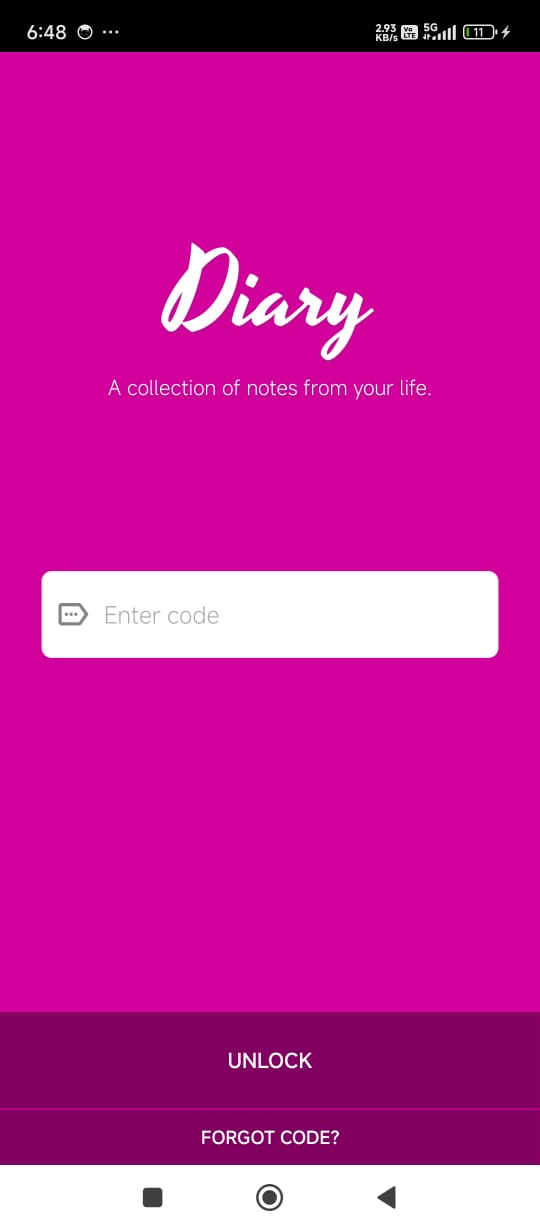 6:48
2.93
KB/s
Vo
LTE
5G
11
Diary
A collection of notes from your life.
Enter code
UNLOCK
FORGOT CODE?